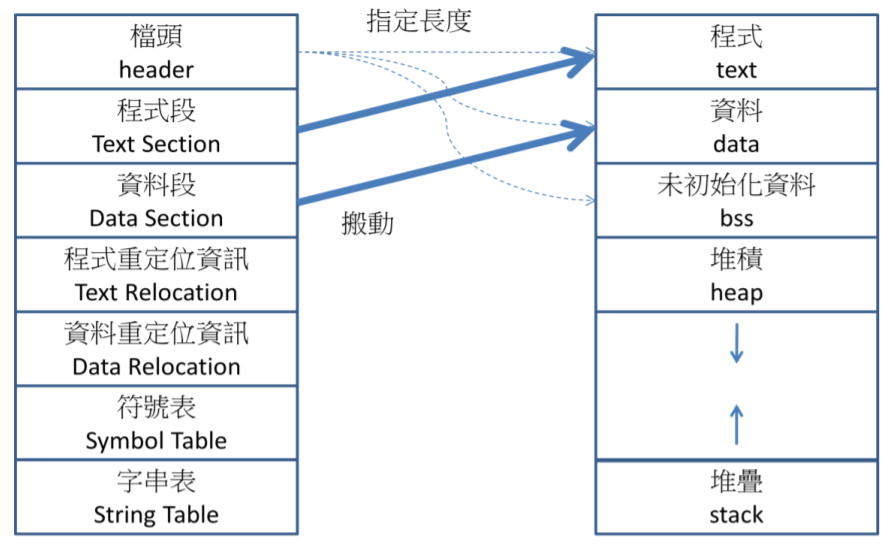 檔頭
header
程式段
Text Section
資料段
Data Section
程式重定位資訊
Text Relocation
資料重定位資訊
Data Relocation
符號表
Symbol Table
字串表
String Table
指定長度
搬動
程式
text
資料
data
未初始化資料
bss
堆積
heap
堆疊
stack